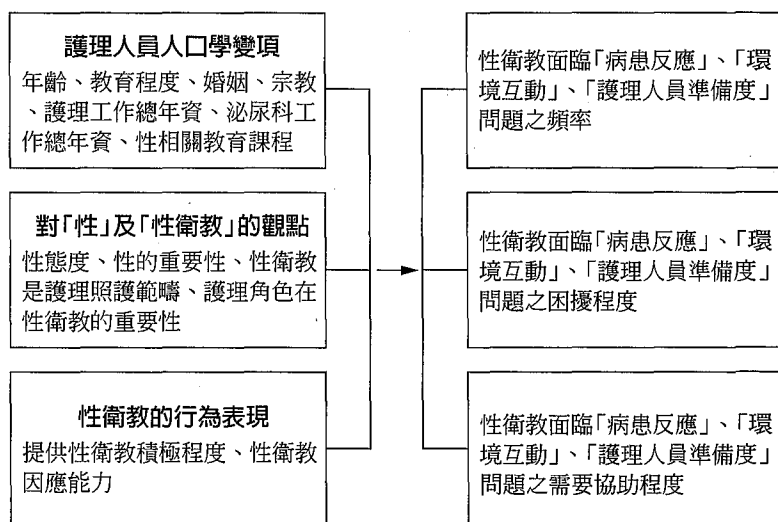 護理人員人口學變項
年齡、教育程度、婚姻、宗教
、護理工作總年資、泌尿科工
作總年資、性相關教育課程
對「性」及「性衛教」的觀點
性態度、性的重要性、性衛教
是護理照護範疇、護理角色在
性衛教的重要性
性衛教的行為表現
提供性衛教積極程度、性衛教
因應能力
性衛教面臨「病患反應」、「環
境互動」、「護理人員準備度」
問題之頻率
性衛教面臨「病患反應」、「環
境互動」、「護理人員準備度」
問題之困擾程度
性衛教面臨「病患反應」、「環
境互動」、「護理人員準備度」
問題之需要協助程度